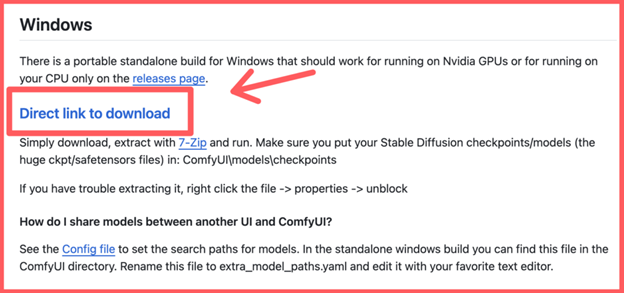 Windows
There is a portable standalone build for Windows that should work for running on Nvidia GPUs or for running on
your CPU only on the releases page.
Direct link to download
Simply download, extract with 7-Zip and run. Make sure you put your Stable Diffusion checkpoints/models (the
huge ckpt/safetensors files) in: ComfyUI\models\checkpoints
If you have trouble extracting it, right click the file -> properties -> unblock
How do I share models between another UI and ComfyUI?
See the Config file to set the search paths for models. In the standalone windows build you can find this file in the
ComfyUI directory. Rename this file to extra_model_paths.yaml and edit it with your favorite text editor.